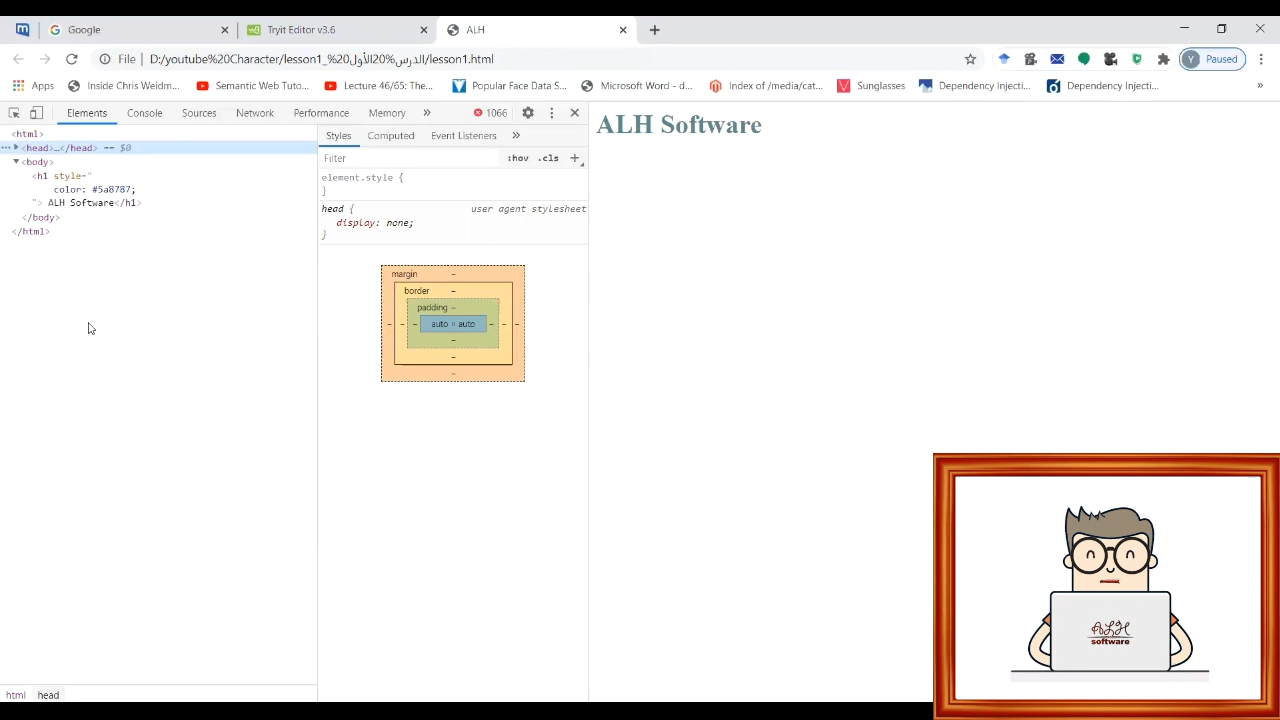 Google
Tryit Editor v3.6
ALH
File
D:/youtube%20Character/lesson1_%20الدرس%20الأول/lesson1.html
Paused
Y
Apps
Inside Chris Weidm...
Semantic Web Tuto...
Lecture 46/65: The...
Popular Face Data S...
Microsoft Word - d...
Index of /media/cat...
Sunglasses
Dependency Injecti...
Dependency Injecti...
»
Elements
Console
Sources
Network
Performance
Memory
»
1066
ALH Software
<html>
<head>…</head> == $0
<body>
<h1 style="
color: #5a8787;
"> ALH Software</h1>
</body>
</html>
Styles
Computed
Event Listeners
»
Filter
:hov
.cls
+
element.style {
}
head {
user agent stylesheet
display: none;
}
margin
border
padding
auto × auto
ALH
software
html
head